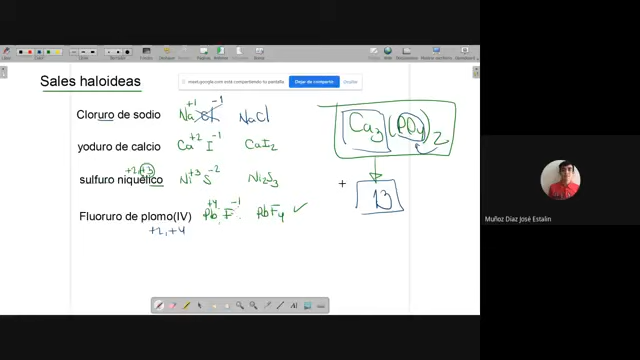 Sales haloideas
meet.google.com está compartiendo tu pantalla
Dejar de compartir
Cloruro de sodio Na+1 Cl-1 NaCl
yoduro de calcio Ca+2 I-1 CaI2
+2, +3
sulfuro niquélico Ni+3 S-2 Ni2S3
Fluoruro de plomo(IV) Pb+4 F-1 PbF4
+2, +4
Ca3(PO4)2
+ 13
Muñoz Díaz José Estalin